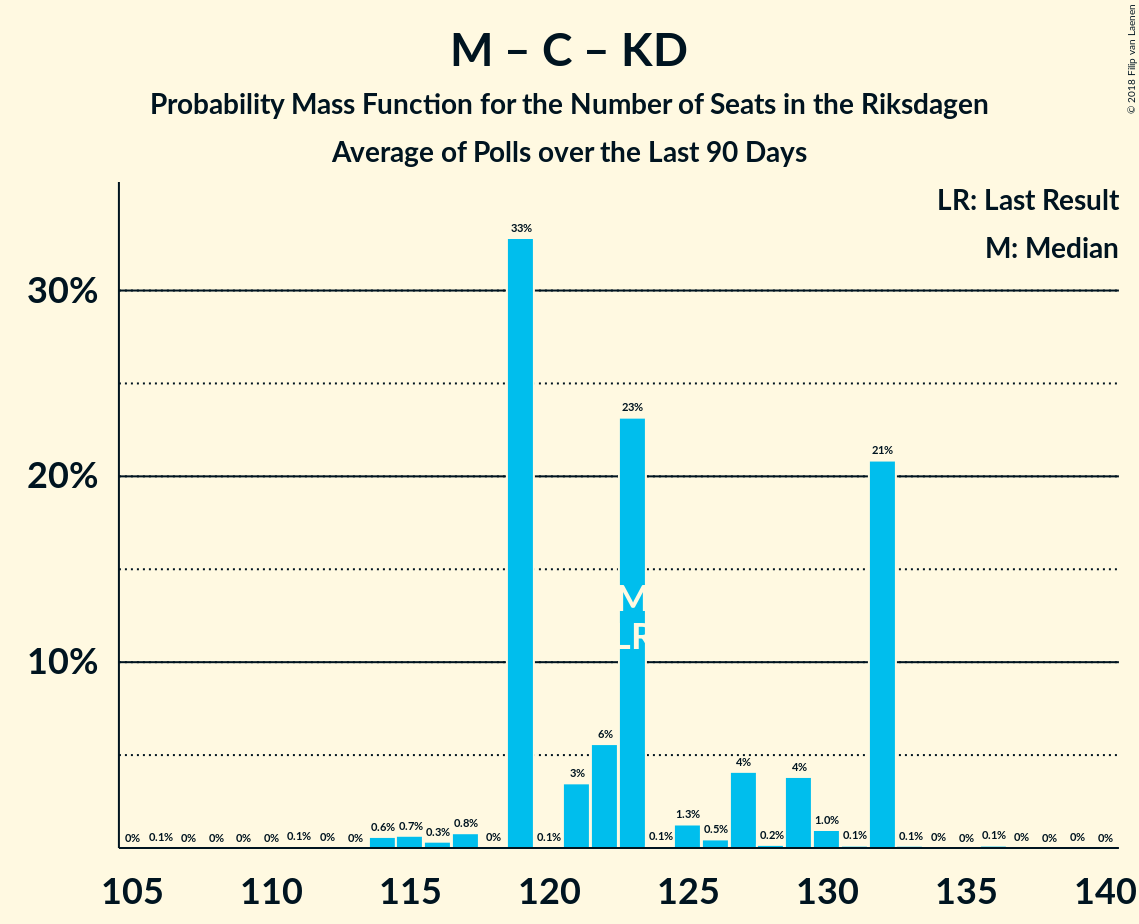 M – C – KD
Probability Mass Function for the Number of Seats in the Riksdagen
Average of Polls over the Last 90 Days
© 2018 Filip van Laenen
LR: Last Result
M: Median
30%
20%
10%
0% 0.1% 0% 0% 0% 0% 0.1% 0% 0% 0.6% 0.7% 0.3% 0.8% 0% 33% 0.1% 3% 6% 23% 0.1% 1.3% 0.5% 4% 0.2% 4% 1.0% 0.1% 21% 0.1% 0% 0% 0.1% 0% 0% 0% 0%
M
LR
105 110 115 120 125 130 135 140